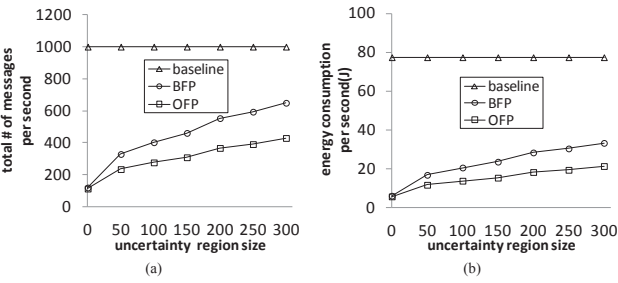 total # of messages
per second
1200
1000
800
600
400
200
0
baseline
BFP
OFP
0 50 100 150 200 250 300
uncertainty region size
(a)
energy consumption
per second(J)
100
80
60
40
20
0
baseline
BFP
OFP
0 50 100 150 200 250 300
uncertainty region size
(b)